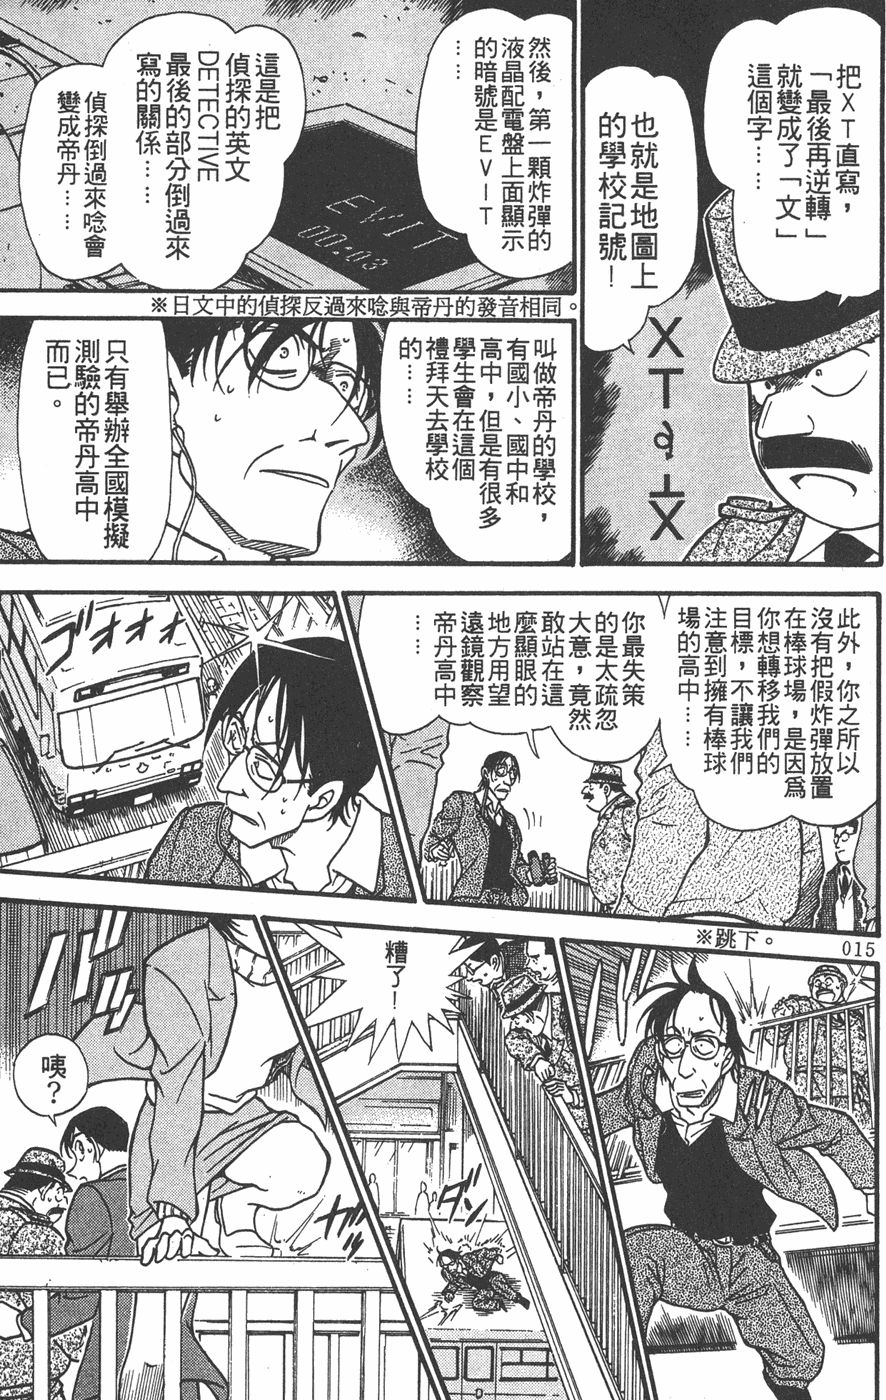 把XT直寫，
「最後再逆轉」
就變成了「文」
這個字……
也就是地圖上
的學校記號！
然後，第一顆炸彈的
液晶配電盤上面顯示
的暗號是EVIT
……
這是把
偵探的英文
DETECTIVE
最後的部分倒過來
寫的關係……
偵探倒過來唸會
變成帝丹……
EVIT
00:03
※日文中的偵探反過來唸與帝丹的發音相同。
叫做帝丹的學校，
有國小、國中和
高中，但是有很多
學生會在這個
禮拜天去學校
的……
只有舉辦全國模擬
測驗的帝丹高中
而已。
此外，你之所以
沒有把假炸彈放置
在棒球場，是因爲
你想轉移我們的
目標，不讓我們
注意到擁有棒球
場的高中……
你最失策
的是太疏忽
大意，竟然
敢站在這
麼顯眼的
地方用望
遠鏡觀察
帝丹高中
……
ブオオオ
※跳下。
015
糟了！
ダンッ
咦？